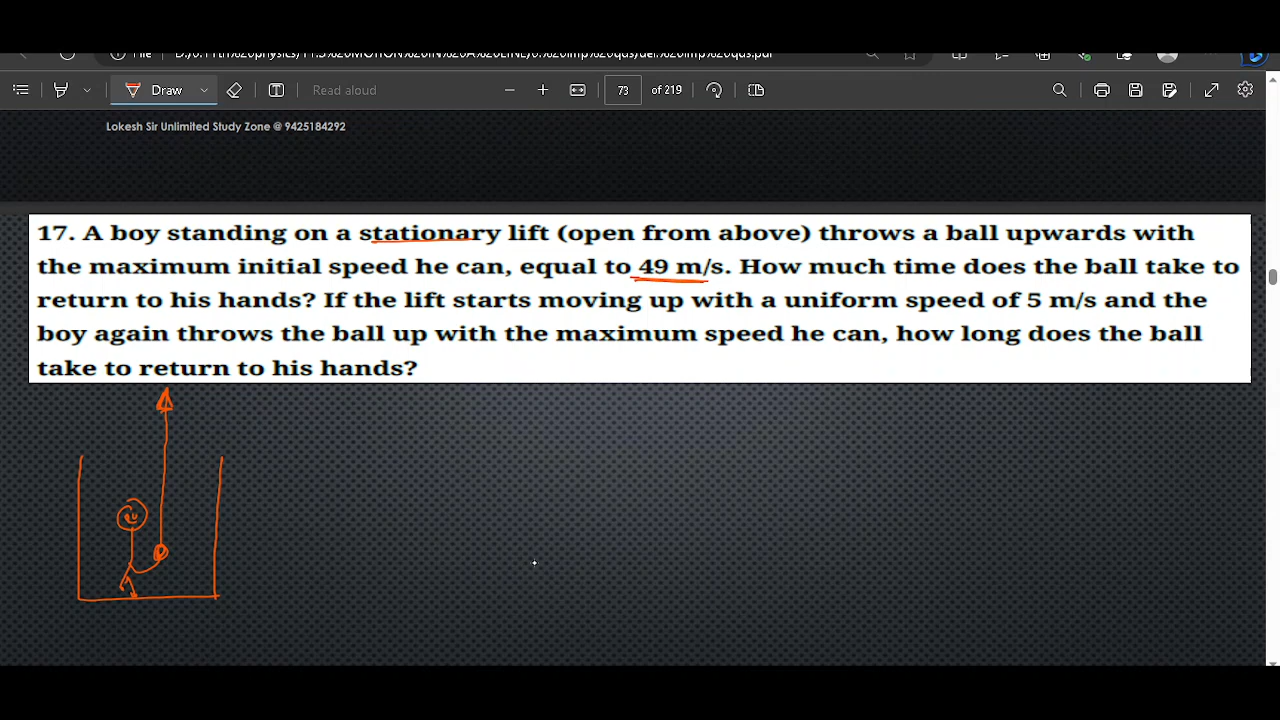 Draw
Read aloud
73 of 219
Lokesh Sir Unlimited Study Zone @ 9425184292
17. A boy standing on a stationary lift (open from above) throws a ball upwards with
the maximum initial speed he can, equal to 49 m/s. How much time does the ball take to
return to his hands? If the lift starts moving up with a uniform speed of 5 m/s and the
boy again throws the ball up with the maximum speed he can, how long does the ball
take to return to his hands?